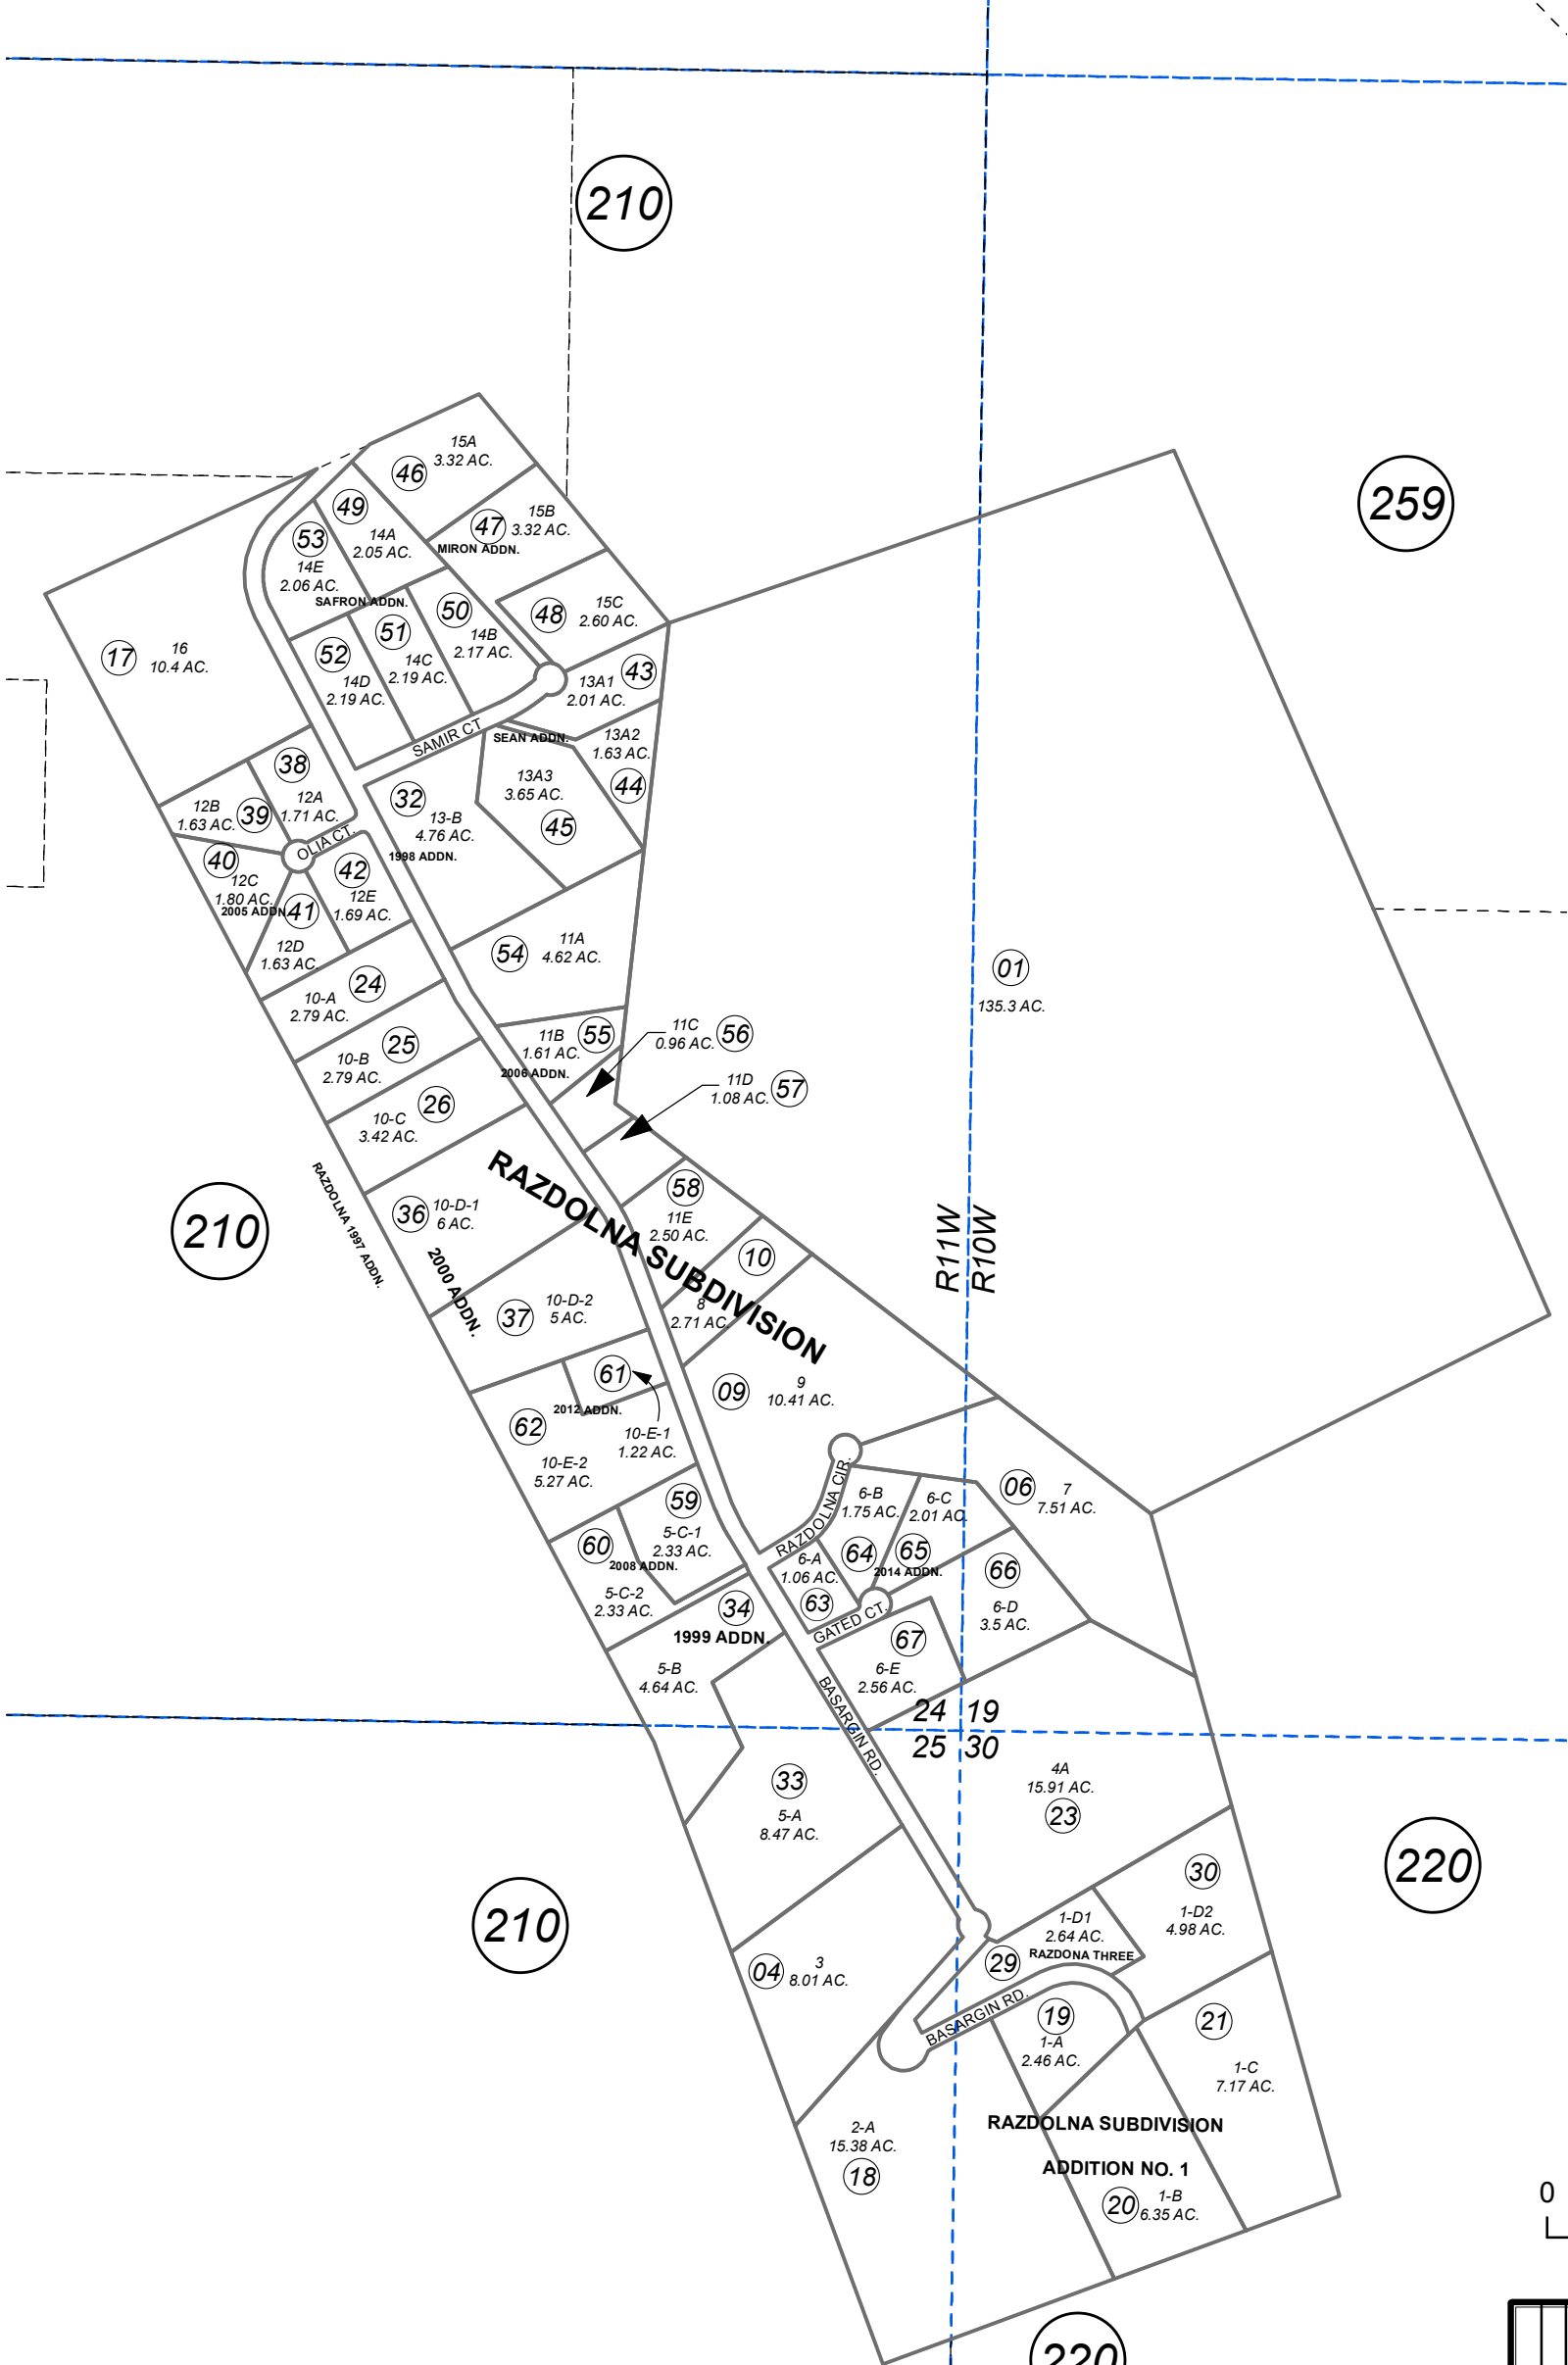 210
259
15A
3.32 AC.
46
49
15B
3.32 AC.
47
MIRON ADDN.
14A
2.05 AC.
53
14E
2.06 AC.
SAFRON ADDN.
50
15C
2.60 AC.
48
14B
2.17 AC.
51
14C
2.19 AC.
52
14D
2.19 AC.
17
16
10.4 AC.
13A1
2.01 AC.
43
SAMIR CT
SEAN ADDN.
13A2
1.63 AC.
44
38
12A
1.71 AC.
13A3
3.65 AC.
45
32
13-B
4.76 AC.
1998 ADDN.
12B
1.63 AC.
39
OLIA CT.
40
12C
1.80 AC.
2005 ADDN.
41
42
12E
1.69 AC.
12D
1.63 AC.
54
11A
4.62 AC.
01
135.3 AC.
24
10-A
2.79 AC.
25
10-B
2.79 AC.
11B
1.61 AC.
55
2006 ADDN.
11C
0.96 AC.
56
11D
1.08 AC.
57
26
10-C
3.42 AC.
RAZDOLNA 1997 ADDN.
RAZDOLNA SUBDIVISION
58
11E
2.50 AC.
210
36
10-D-1
6 AC.
2000 ADDN.
R11W
R10W
10
8
2.71 AC.
37
10-D-2
5 AC.
61
2012 ADDN.
10-E-1
1.22 AC.
09
9
10.41 AC.
62
10-E-2
5.27 AC.
RAZDOLNA CIR.
6-B
1.75 AC.
6-C
2.01 AC.
06
7
7.51 AC.
59
5-C-1
2.33 AC.
60
2008 ADDN.
5-C-2
2.33 AC.
6-A
1.06 AC.
64
65
2014 ADDN.
66
6-D
3.5 AC.
63
GATED CT.
34
1999 ADDN.
67
6-E
2.56 AC.
5-B
4.64 AC.
BASARGIN RD.
24 19
25 30
33
5-A
8.47 AC.
4A
15.91 AC.
23
220
30
1-D2
4.98 AC.
210
1-D1
2.64 AC.
RAZDONA THREE
29
04
3
8.01 AC.
BASARGIN RD.
19
1-A
2.46 AC.
21
1-C
7.17 AC.
2-A
15.38 AC.
18
RAZDOLNA SUBDIVISION
ADDITION NO. 1
20
1-B
6.35 AC.
0
220